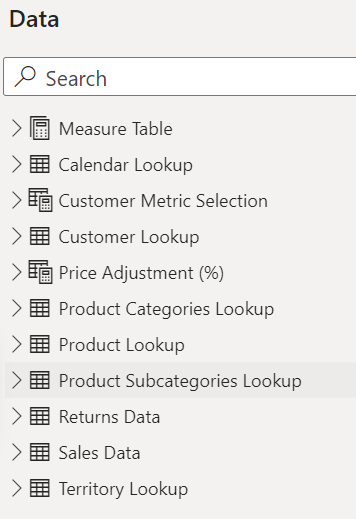 Data
Search
Measure Table
Calendar Lookup
Customer Metric Selection
Customer Lookup
Price Adjustment (%)
Product Categories Lookup
Product Lookup
Product Subcategories Lookup
Returns Data
Sales Data
Territory Lookup